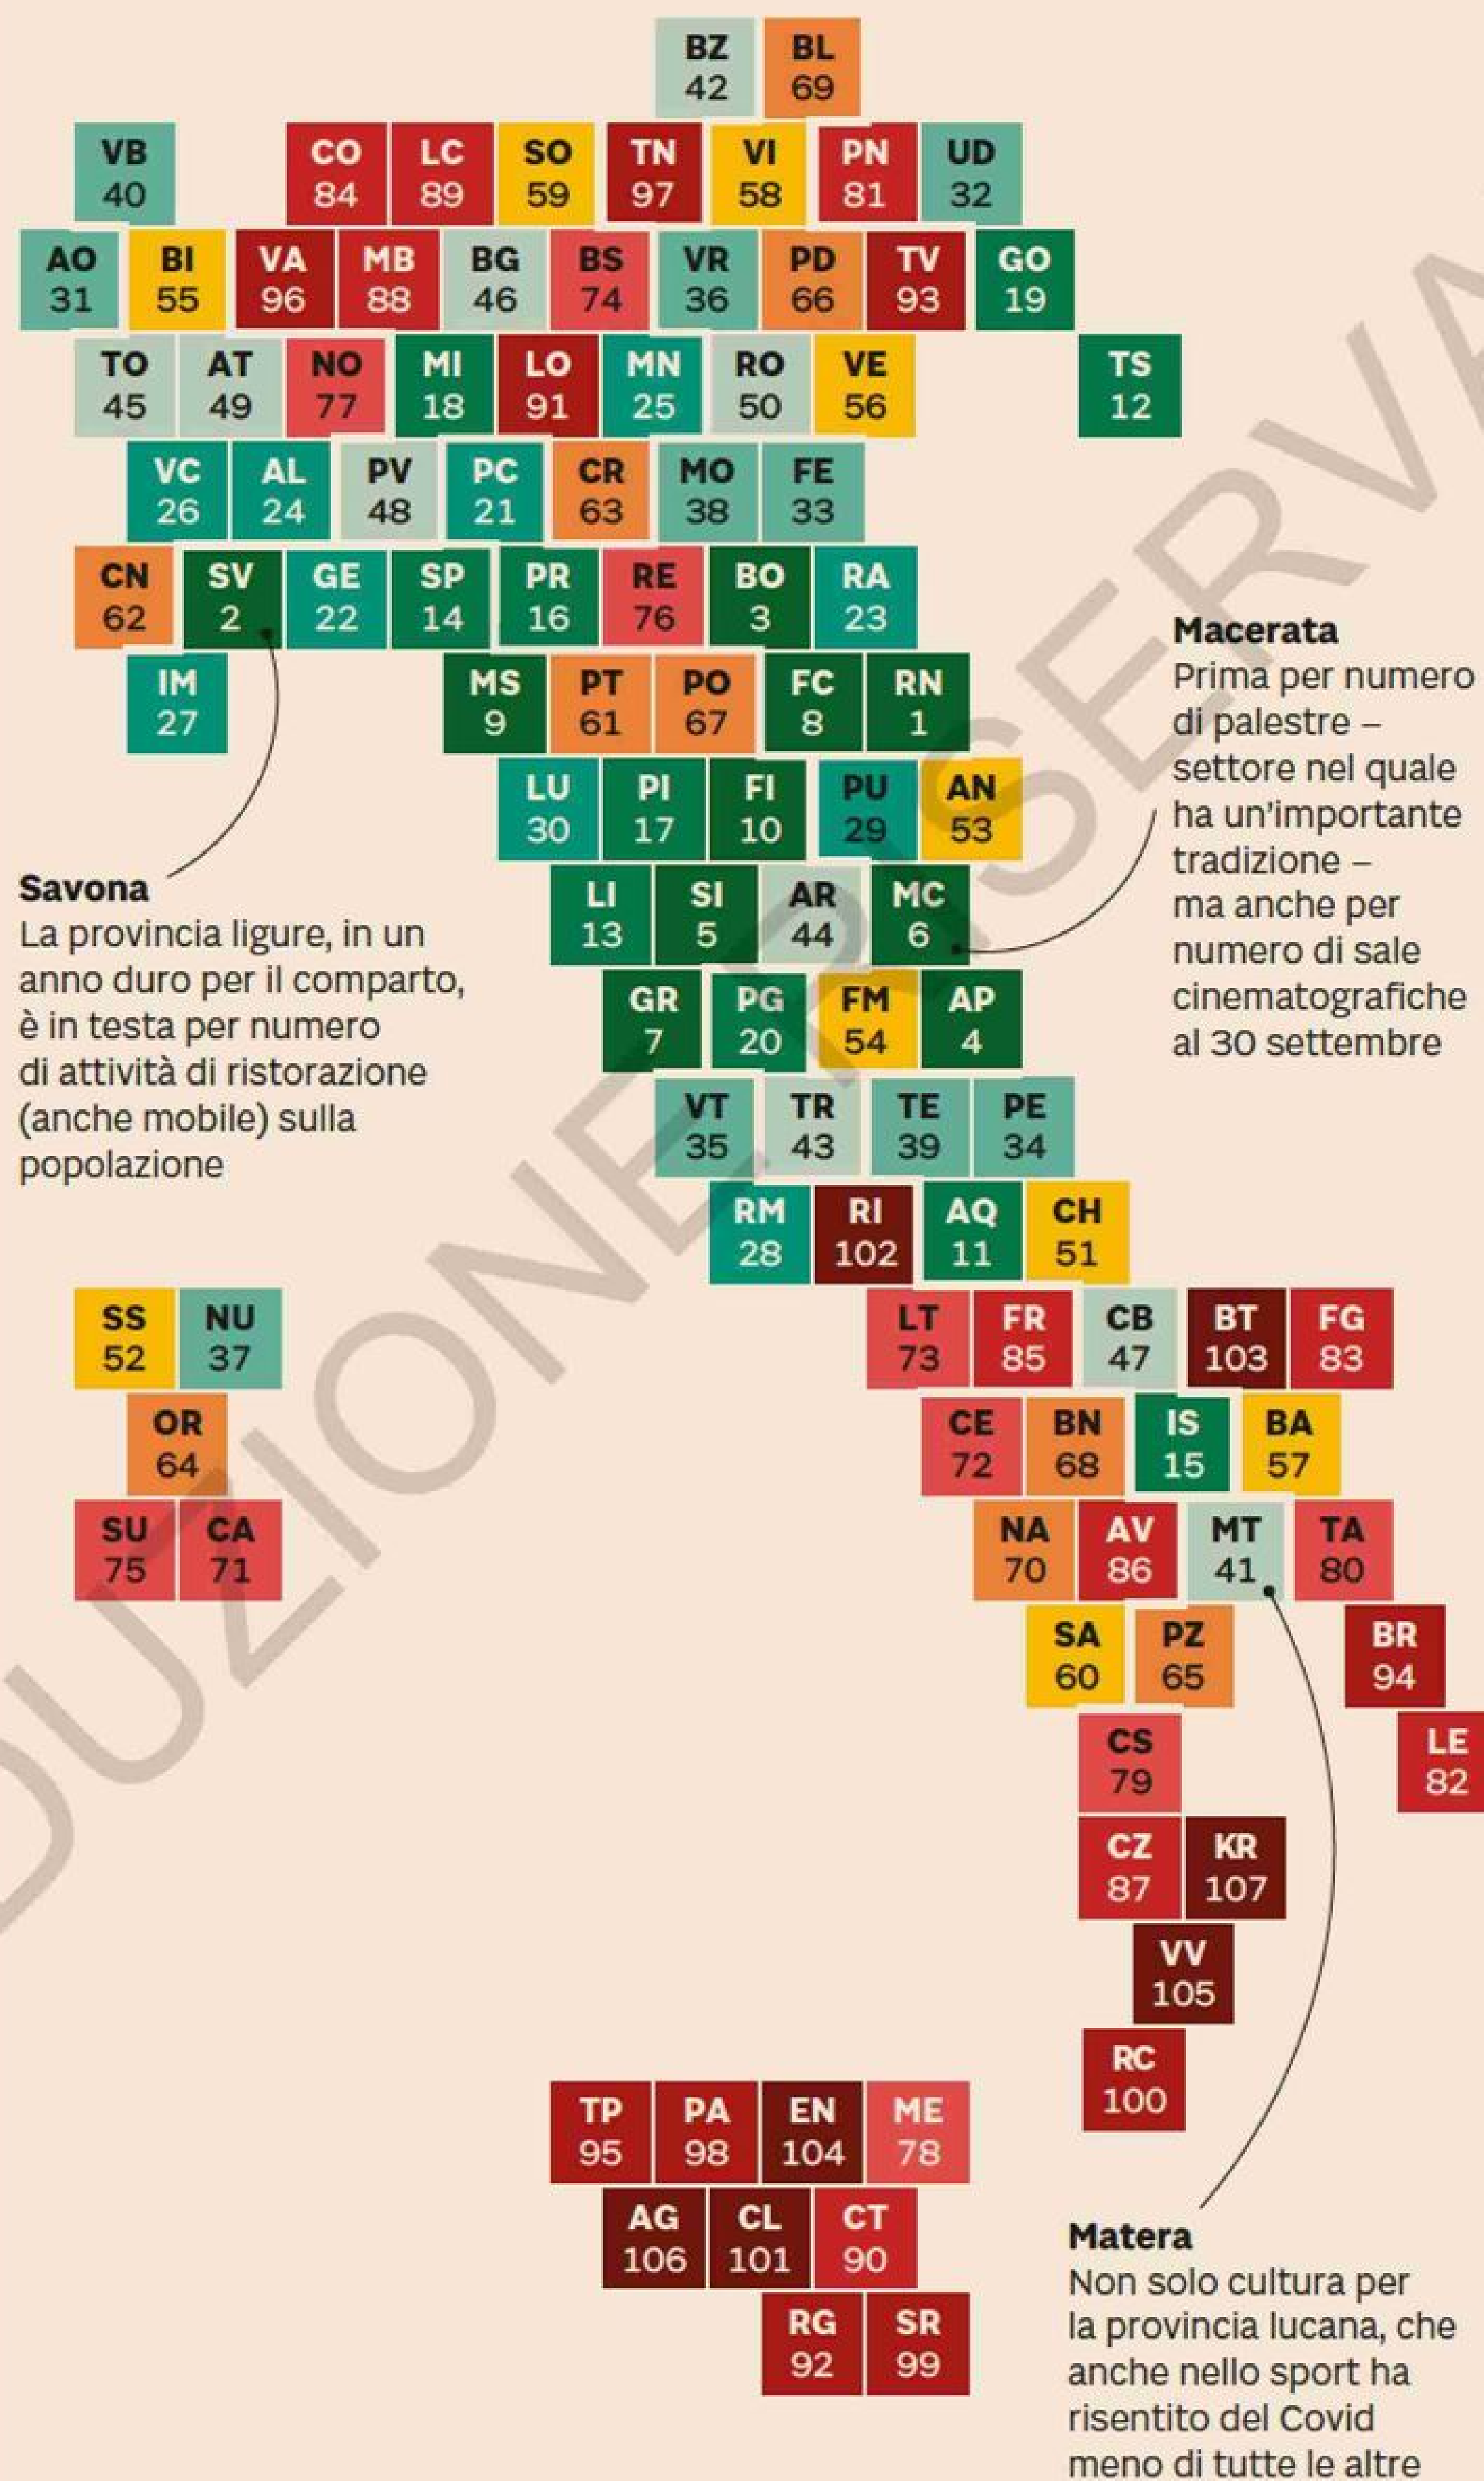 BZ BL
42 69
VB CO LC SO TN VI PN UD
40 84 89 59 97 58 81 32
AO BI VA MB BG BS VR PD TV GO
31 55 96 88 46 74 36 66 93 19
TO AT NO MI LO MN RO VE TS
45 49 77 18 91 25 50 56 12
VC AL PV PC CR MO FE
26 24 48 21 63 38 33
CN SV GE SP PR RE BO RA
62 2 22 14 16 76 3 23
IM MS PT PO FC RN
27 9 61 67 8 1
LU PI FI PU AN
30 17 10 29 53
LI SI AR MC
13 5 44 6
GR PG FM AP
7 20 54 4
VT TR TE PE
35 43 39 34
RM RI AQ CH
28 102 11 51
SS NU LT FR CB BT FG
52 37 73 85 47 103 83
OR CE BN IS BA
64 72 68 15 57
SU CA NA AV MT TA
75 71 70 86 41 80
SA PZ BR
60 65 94
CS LE
79 82
CZ KR
87 107
VV
105
RC
100
TP PA EN ME
95 98 104 78
AG CL CT
106 101 90
RG SR
92 99
Macerata
Prima per numero
di palestre –
settore nel quale
ha un'importante
tradizione –
ma anche per
numero di sale
cinematografiche
al 30 settembre
Savona
La provincia ligure, in un
anno duro per il comparto,
è in testa per numero
di attività di ristorazione
(anche mobile) sulla
popolazione
Matera
Non solo cultura per
la provincia lucana, che
anche nello sport ha
risentito del Covid
meno di tutte le altre
DUZIONE RISERVA